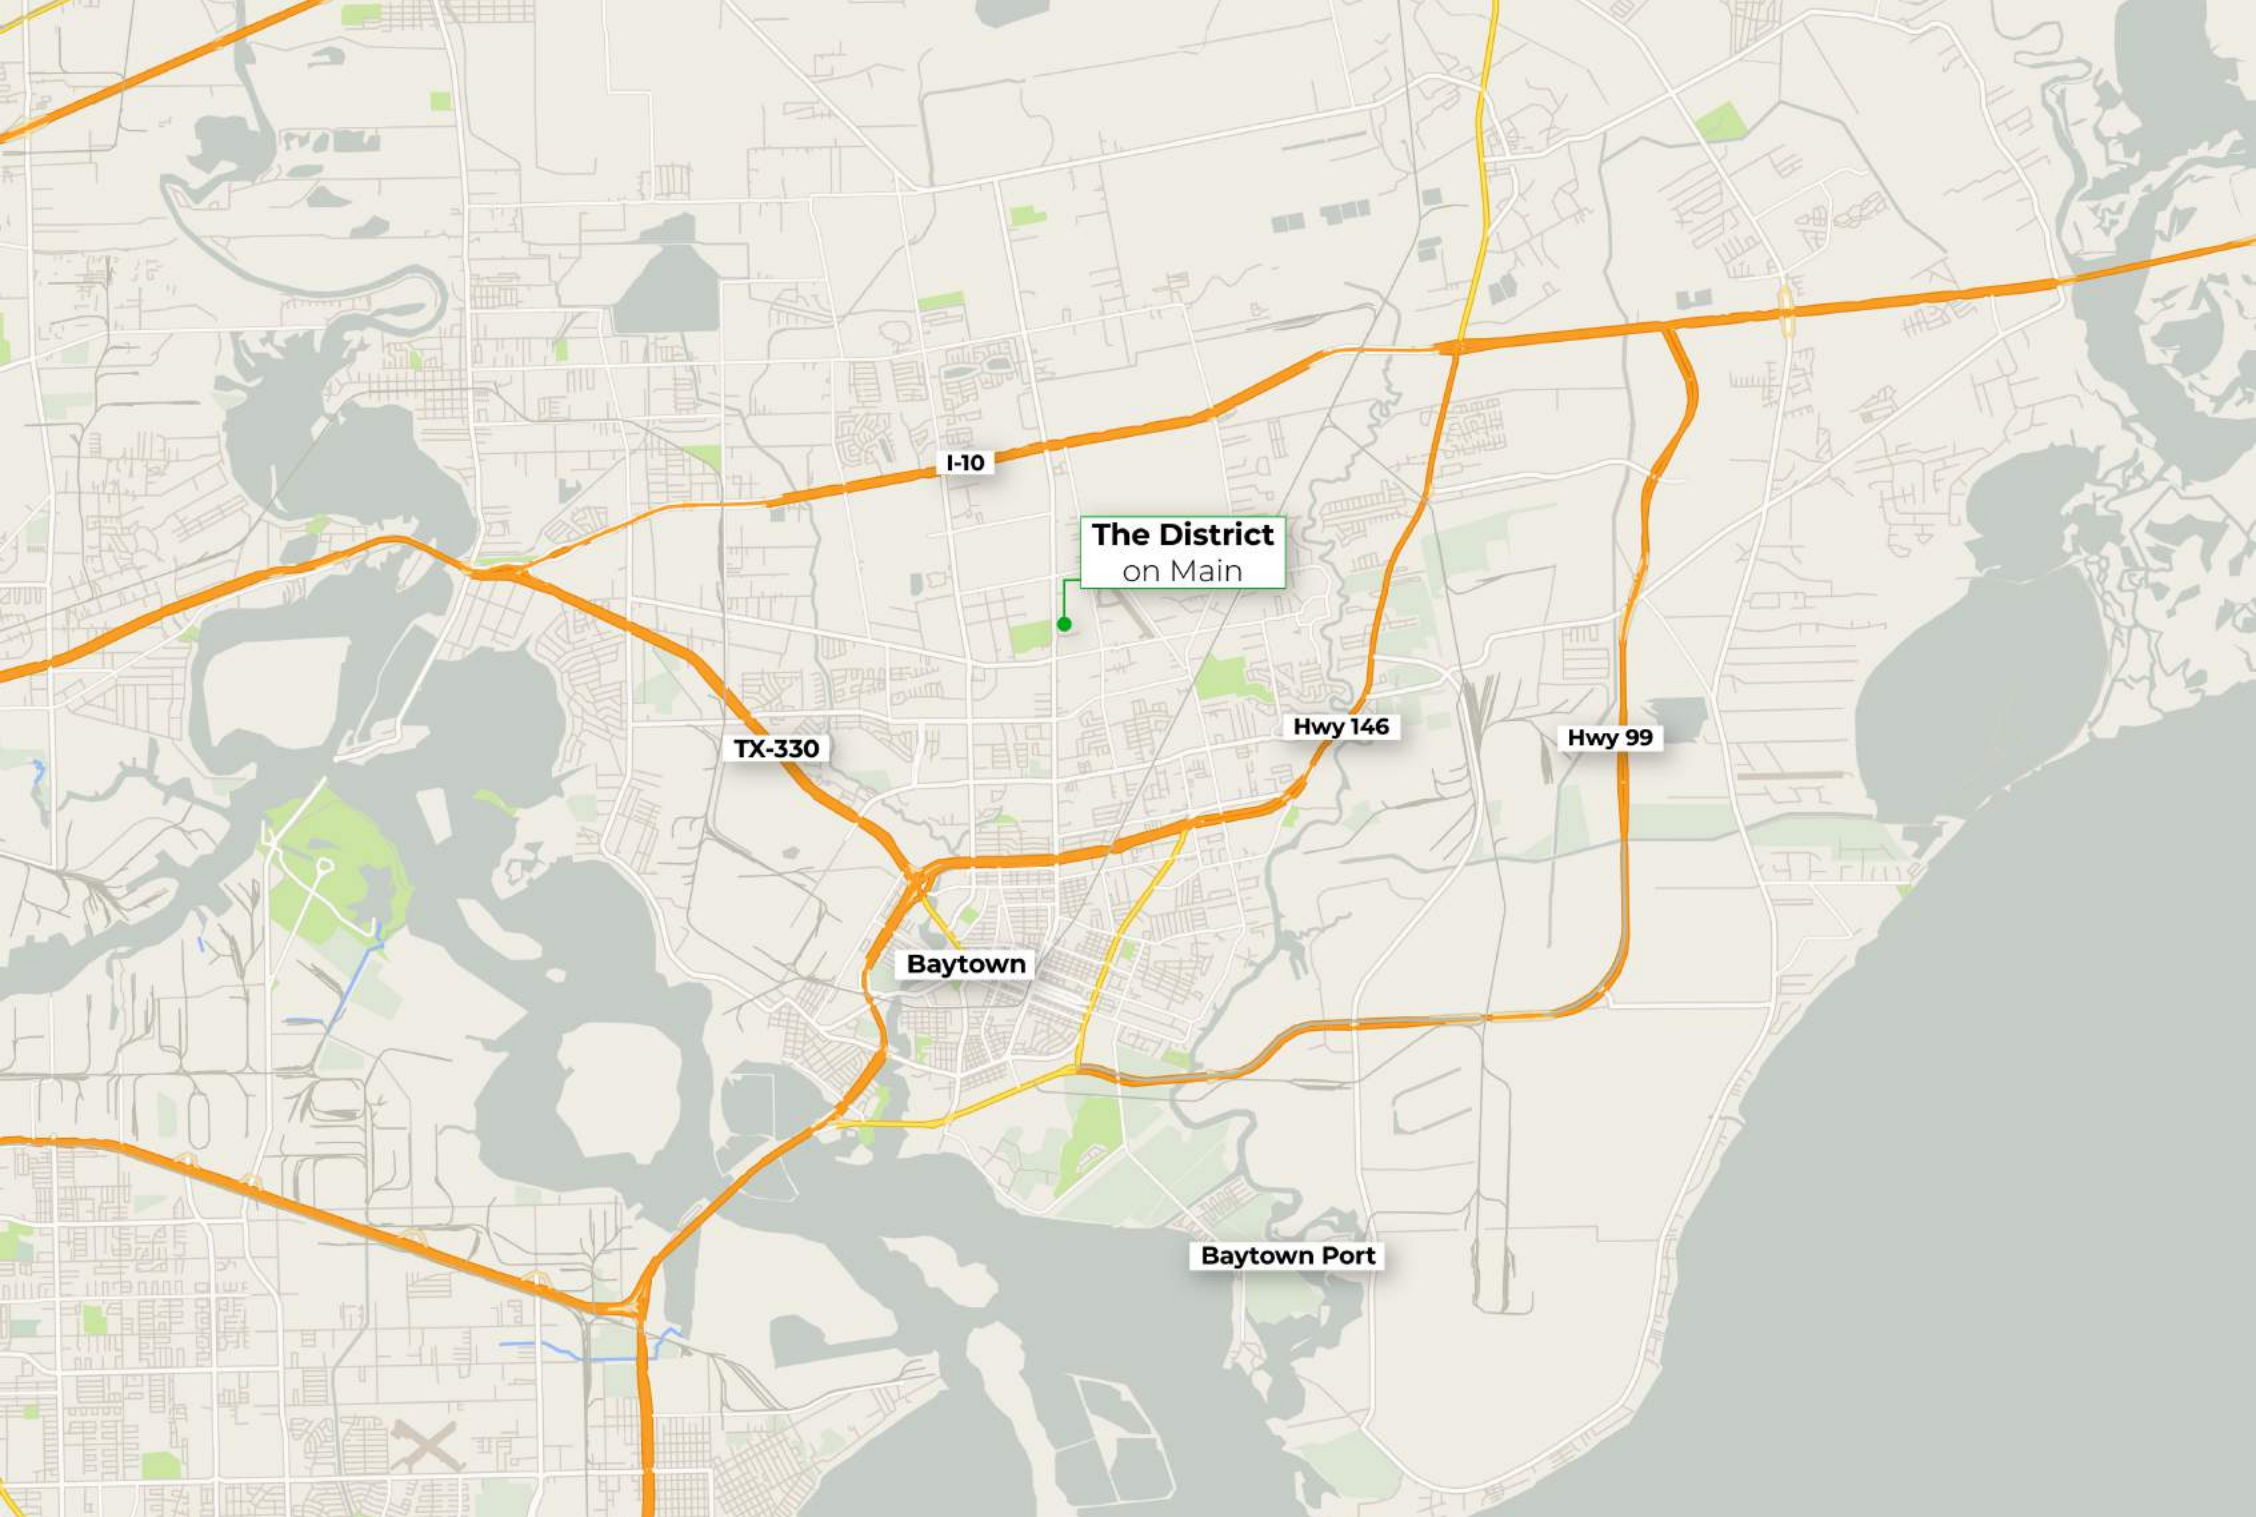 I-10
The District
on Main
Hwy 146
Hwy 99
TX-330
Baytown
Baytown Port